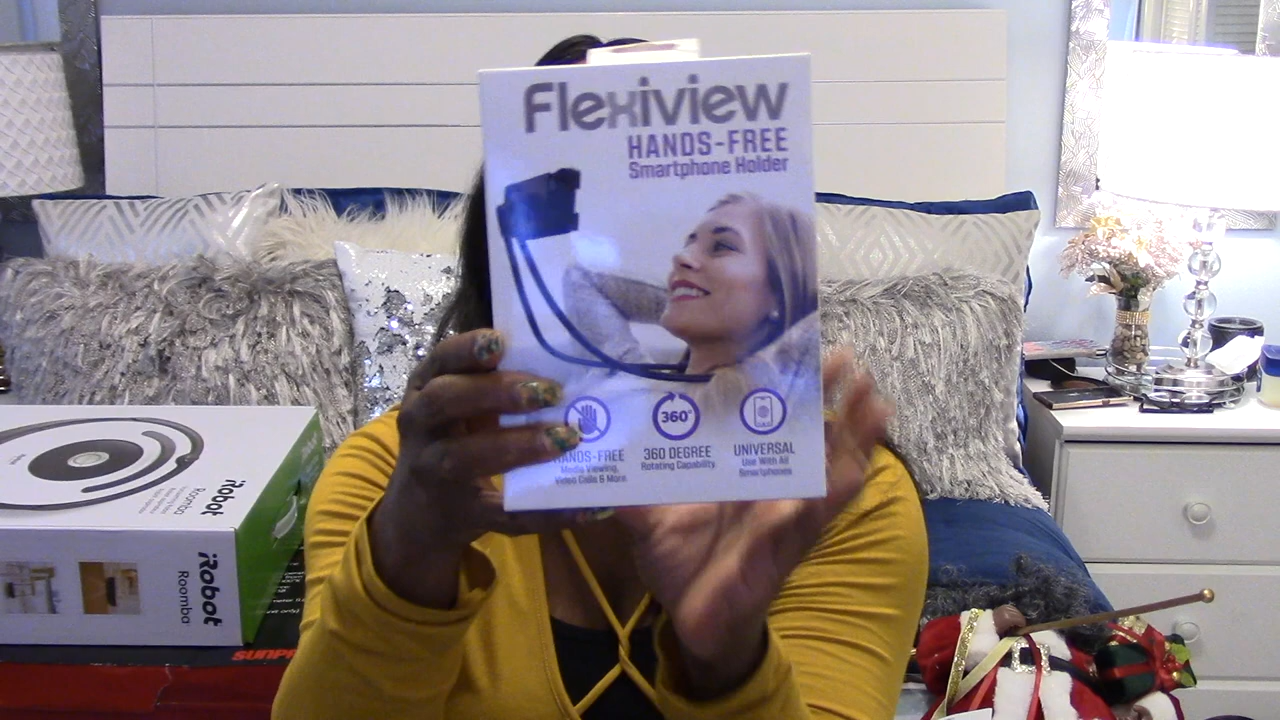 Flexiview
HANDS-FREE
Smartphone Holder
HANDS-FREE
Media Viewing,
Video Calls & More
360°
360 DEGREE
Rotating Capability
UNIVERSAL
Use With All
Smartphones
iRobot
Roomba
iRobot
Roomba
SUNPR